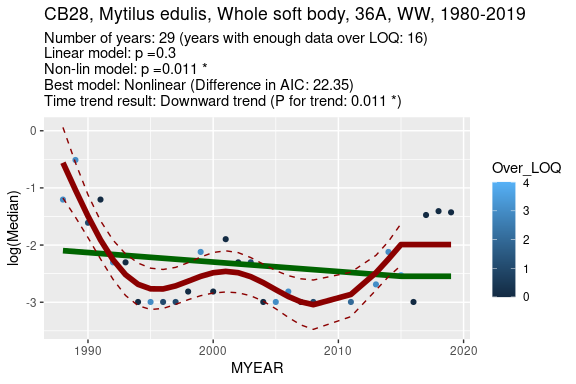 CB28, Mytilus edulis, Whole soft body, 36A, WW, 1980-2019
Number of years: 29 (years with enough data over LOQ: 16)
Linear model: p =0.3
Non-lin model: p =0.011 *
Best model: Nonlinear (Difference in AIC: 22.35)
Time trend result: Downward trend (P for trend: 0.011 *)
log(Median)
0
-1
-2
-3
1990
2000
2010
2020
MYEAR
Over_LOQ
4
3
2
1
0